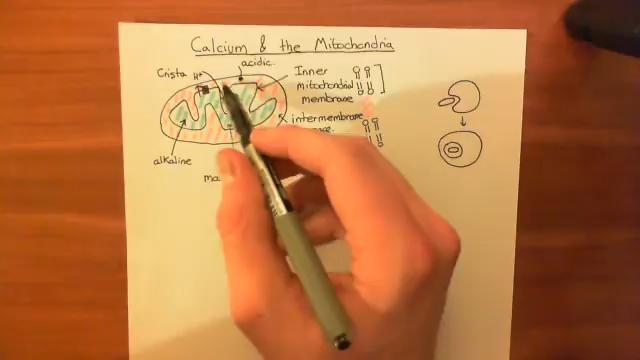 Calcium & the Mitochondria
acidic
Crista H⁺
Inner
mitochondrial
membrane
intermembrane
alkaline